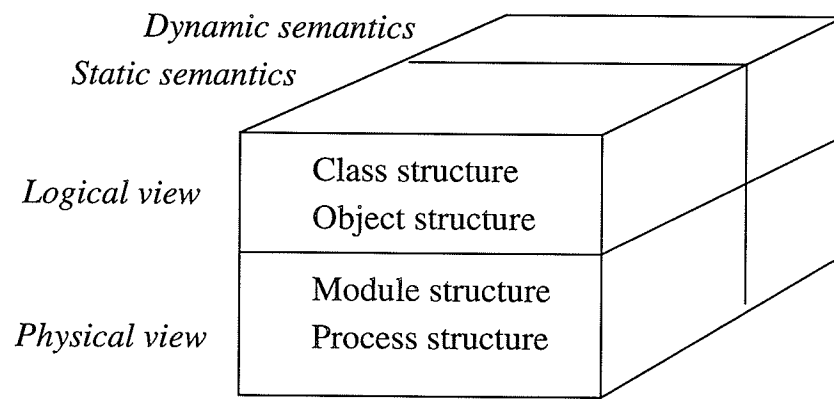 Dynamic semantics
Static semantics
Logical view
Class structure
Object structure
Physical view
Module structure
Process structure